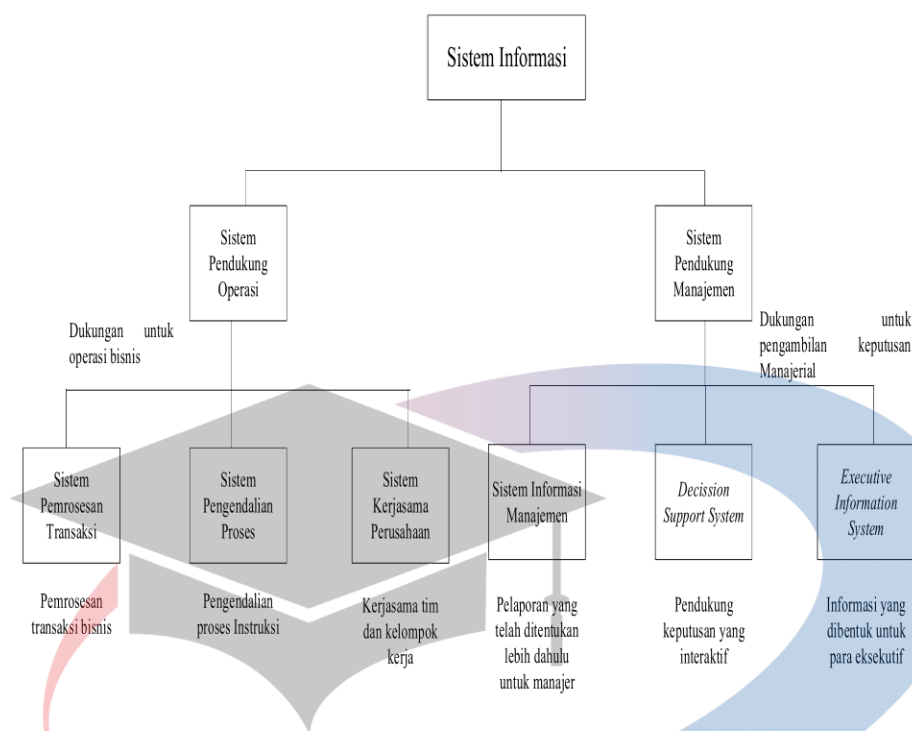 Sistem Informasi
Sistem
Pendukung
Operasi
Sistem
Pendukung
Manajemen
Dukungan untuk
operasi bisnis
Dukungan untuk
pengambilan keputusan
Manajerial
Sistem
Pemrosesan
Transaksi
Sistem
Pengendalian
Proses
Sistem
Kerjasama
Perusahaan
Sistem Informasi
Manajemen
Decission
Support System
Executive
Information
System
Pemrosesan
transaksi bisnis
Pengendalian
proses Instruksi
Kerjasama tim
dan kelompok
kerja
Pelaporan yang
telah ditentukan
lebih dahulu
untuk manajer
Pendukung
keputusan yang
interaktif
Informasi yang
dibentuk untuk
para eksekutif